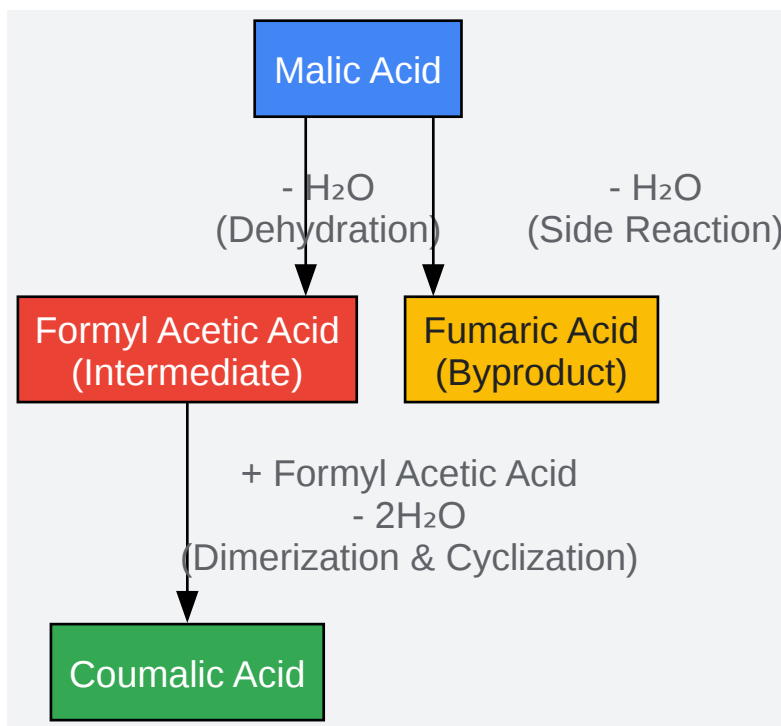 Malic Acid
- H₂O
(Dehydration)
- H₂O
(Side Reaction)
Formyl Acetic Acid
(Intermediate)
Fumaric Acid
(Byproduct)
+ Formyl Acetic Acid
- 2H₂O
(Dimerization & Cyclization)
Coumalic Acid